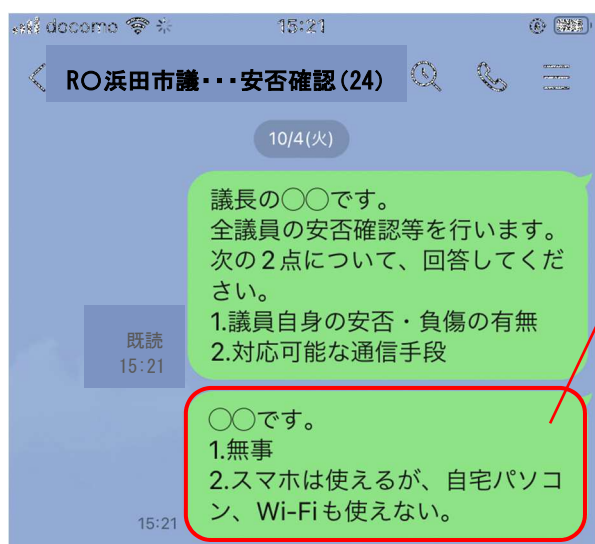 docomo 15:21
R〇浜田市議・・・安否確認(24)
10/4(火)
議長の〇〇です。
全議員の安否確認等を行います。
次の2点について、回答してくだ
さい。
1.議員自身の安否・負傷の有無
2.対応可能な通信手段
既読
15:21
〇〇です。
1.無事
2.スマホは使えるが、自宅パソコ
ン、Wi-Fiも使えない。
15:21